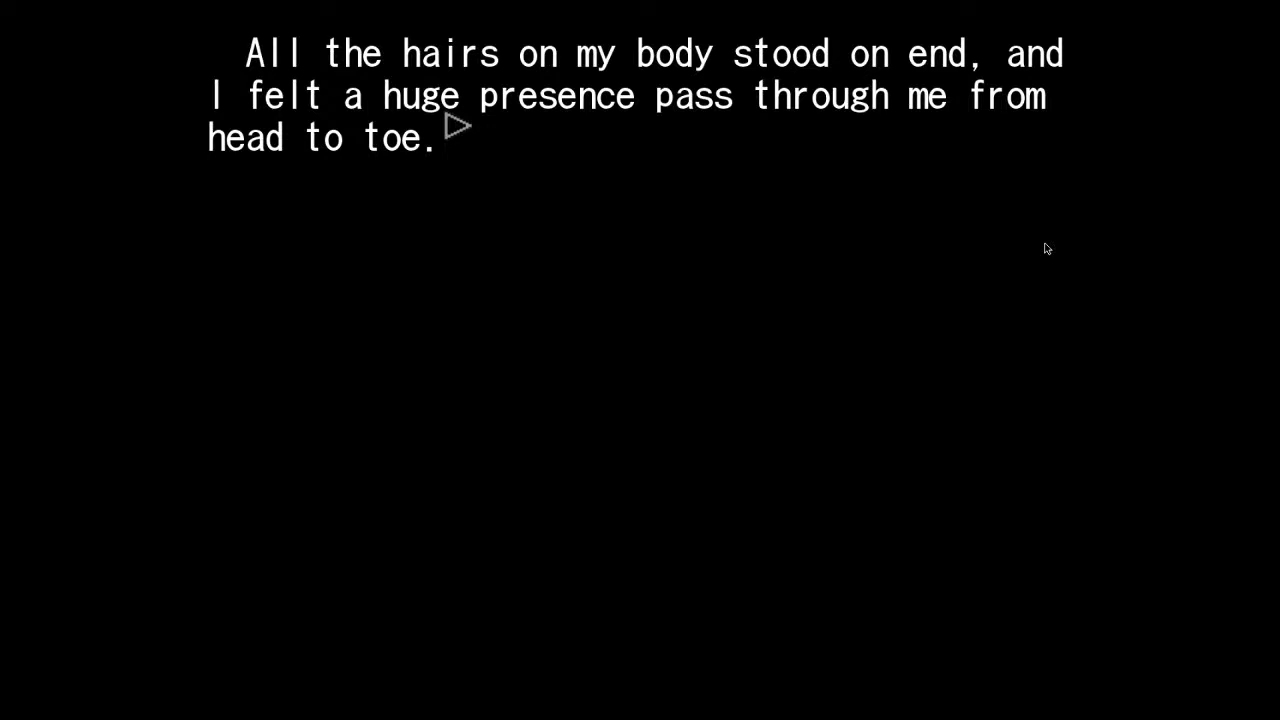 All the hairs on my body stood on end, and
I felt a huge presence pass through me from
head to toe.